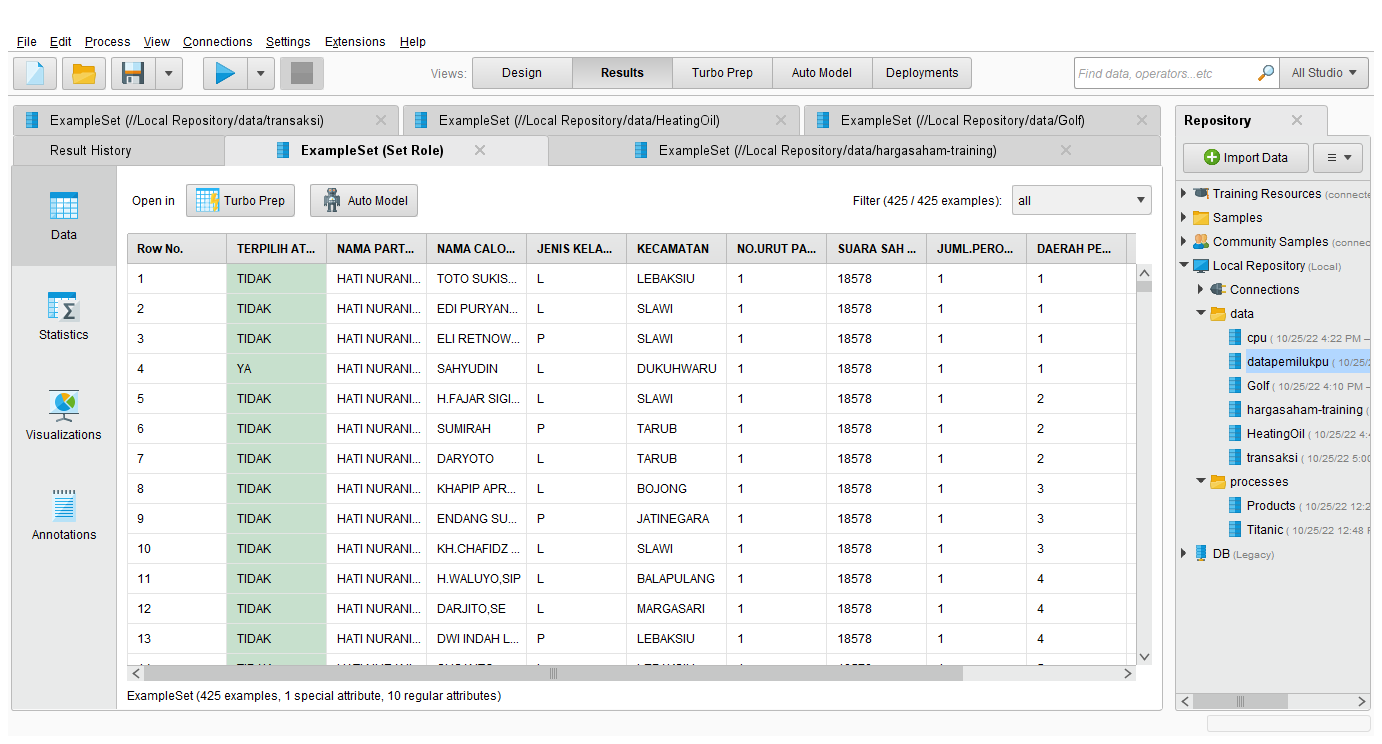 File Edit Process View Connections Settings Extensions Help
Views: Design Results Turbo Prep Auto Model Deployments Find data, operators...etc All Studio
ExampleSet (//Local Repository/data/transaksi) ExampleSet (//Local Repository/data/HeatingOil) ExampleSet (//Local Repository/data/Golf)
Result History ExampleSet (Set Role) ExampleSet (//Local Repository/data/hargasaham-training)
Data
Statistics
Visualizations
Annotations
Open in Turbo Prep Auto Model Filter (425 / 425 examples): all
Row No. TERPILIH AT... NAMA PART... NAMA CALO... JENIS KELA... KECAMATAN NO.URUT PA... SUARA SAH ... JUML.PERO... DAERAH PE...
1 TIDAK HATI NURANI... TOTO SUKIS... L LEBAKSIU 1 18578 1 1
2 TIDAK HATI NURANI... EDI PURYAN... L SLAWI 1 18578 1 1
3 TIDAK HATI NURANI... ELI RETNOW... P SLAWI 1 18578 1 1
4 YA HATI NURANI... SAHYUDIN L DUKUHWARU 1 18578 1 1
5 TIDAK HATI NURANI... H.FAJAR SIGI... L SLAWI 1 18578 1 2
6 TIDAK HATI NURANI... SUMIRAH P TARUB 1 18578 1 2
7 TIDAK HATI NURANI... DARYOTO L TARUB 1 18578 1 2
8 TIDAK HATI NURANI... KHAPIP APR... L BOJONG 1 18578 1 3
9 TIDAK HATI NURANI... ENDANG SU... P JATINEGARA 1 18578 1 3
10 TIDAK HATI NURANI... KH.CHAFIDZ ... L SLAWI 1 18578 1 3
11 TIDAK HATI NURANI... H.WALUYO,SIP L BALAPULANG 1 18578 1 4
12 TIDAK HATI NURANI... DARJITO,SE L MARGASARI 1 18578 1 4
13 TIDAK HATI NURANI... DWI INDAH L... P LEBAKSIU 1 18578 1 4
ExampleSet (425 examples, 1 special attribute, 10 regular attributes)
Repository
Import Data
Training Resources (connecte
Samples
Community Samples (connec
Local Repository (Local)
Connections
data
cpu ( 10/25/22 4:22 PM –
datapemilukpu ( 10/25/
Golf ( 10/25/22 4:10 PM –
hargasaham-training (
HeatingOil ( 10/25/22 4:
transaksi ( 10/25/22 5:00
processes
Products ( 10/25/22 12:2
Titanic ( 10/25/22 12:48
DB (Legacy)